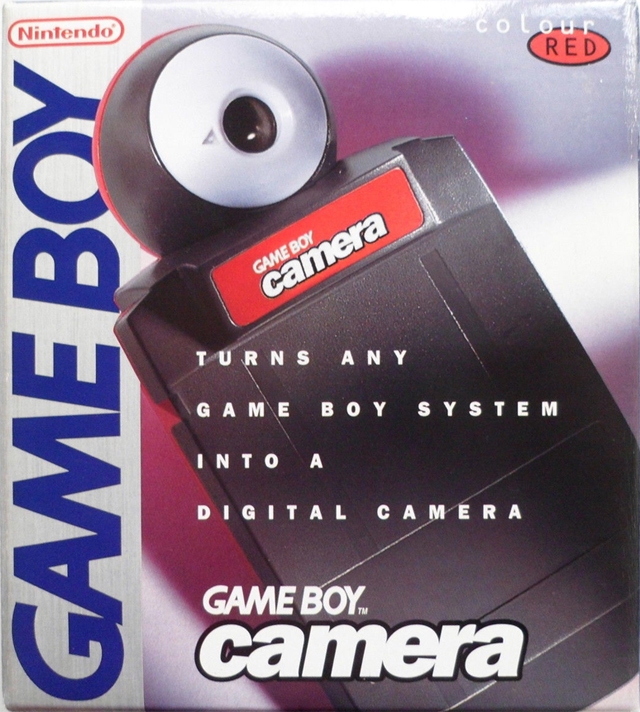 Nintendo®
colour
RED
GAME BOY
GAME BOY
camera
TURNS ANY
GAME BOY SYSTEM
INTO A
DIGITAL CAMERA
GAME BOY™
camera